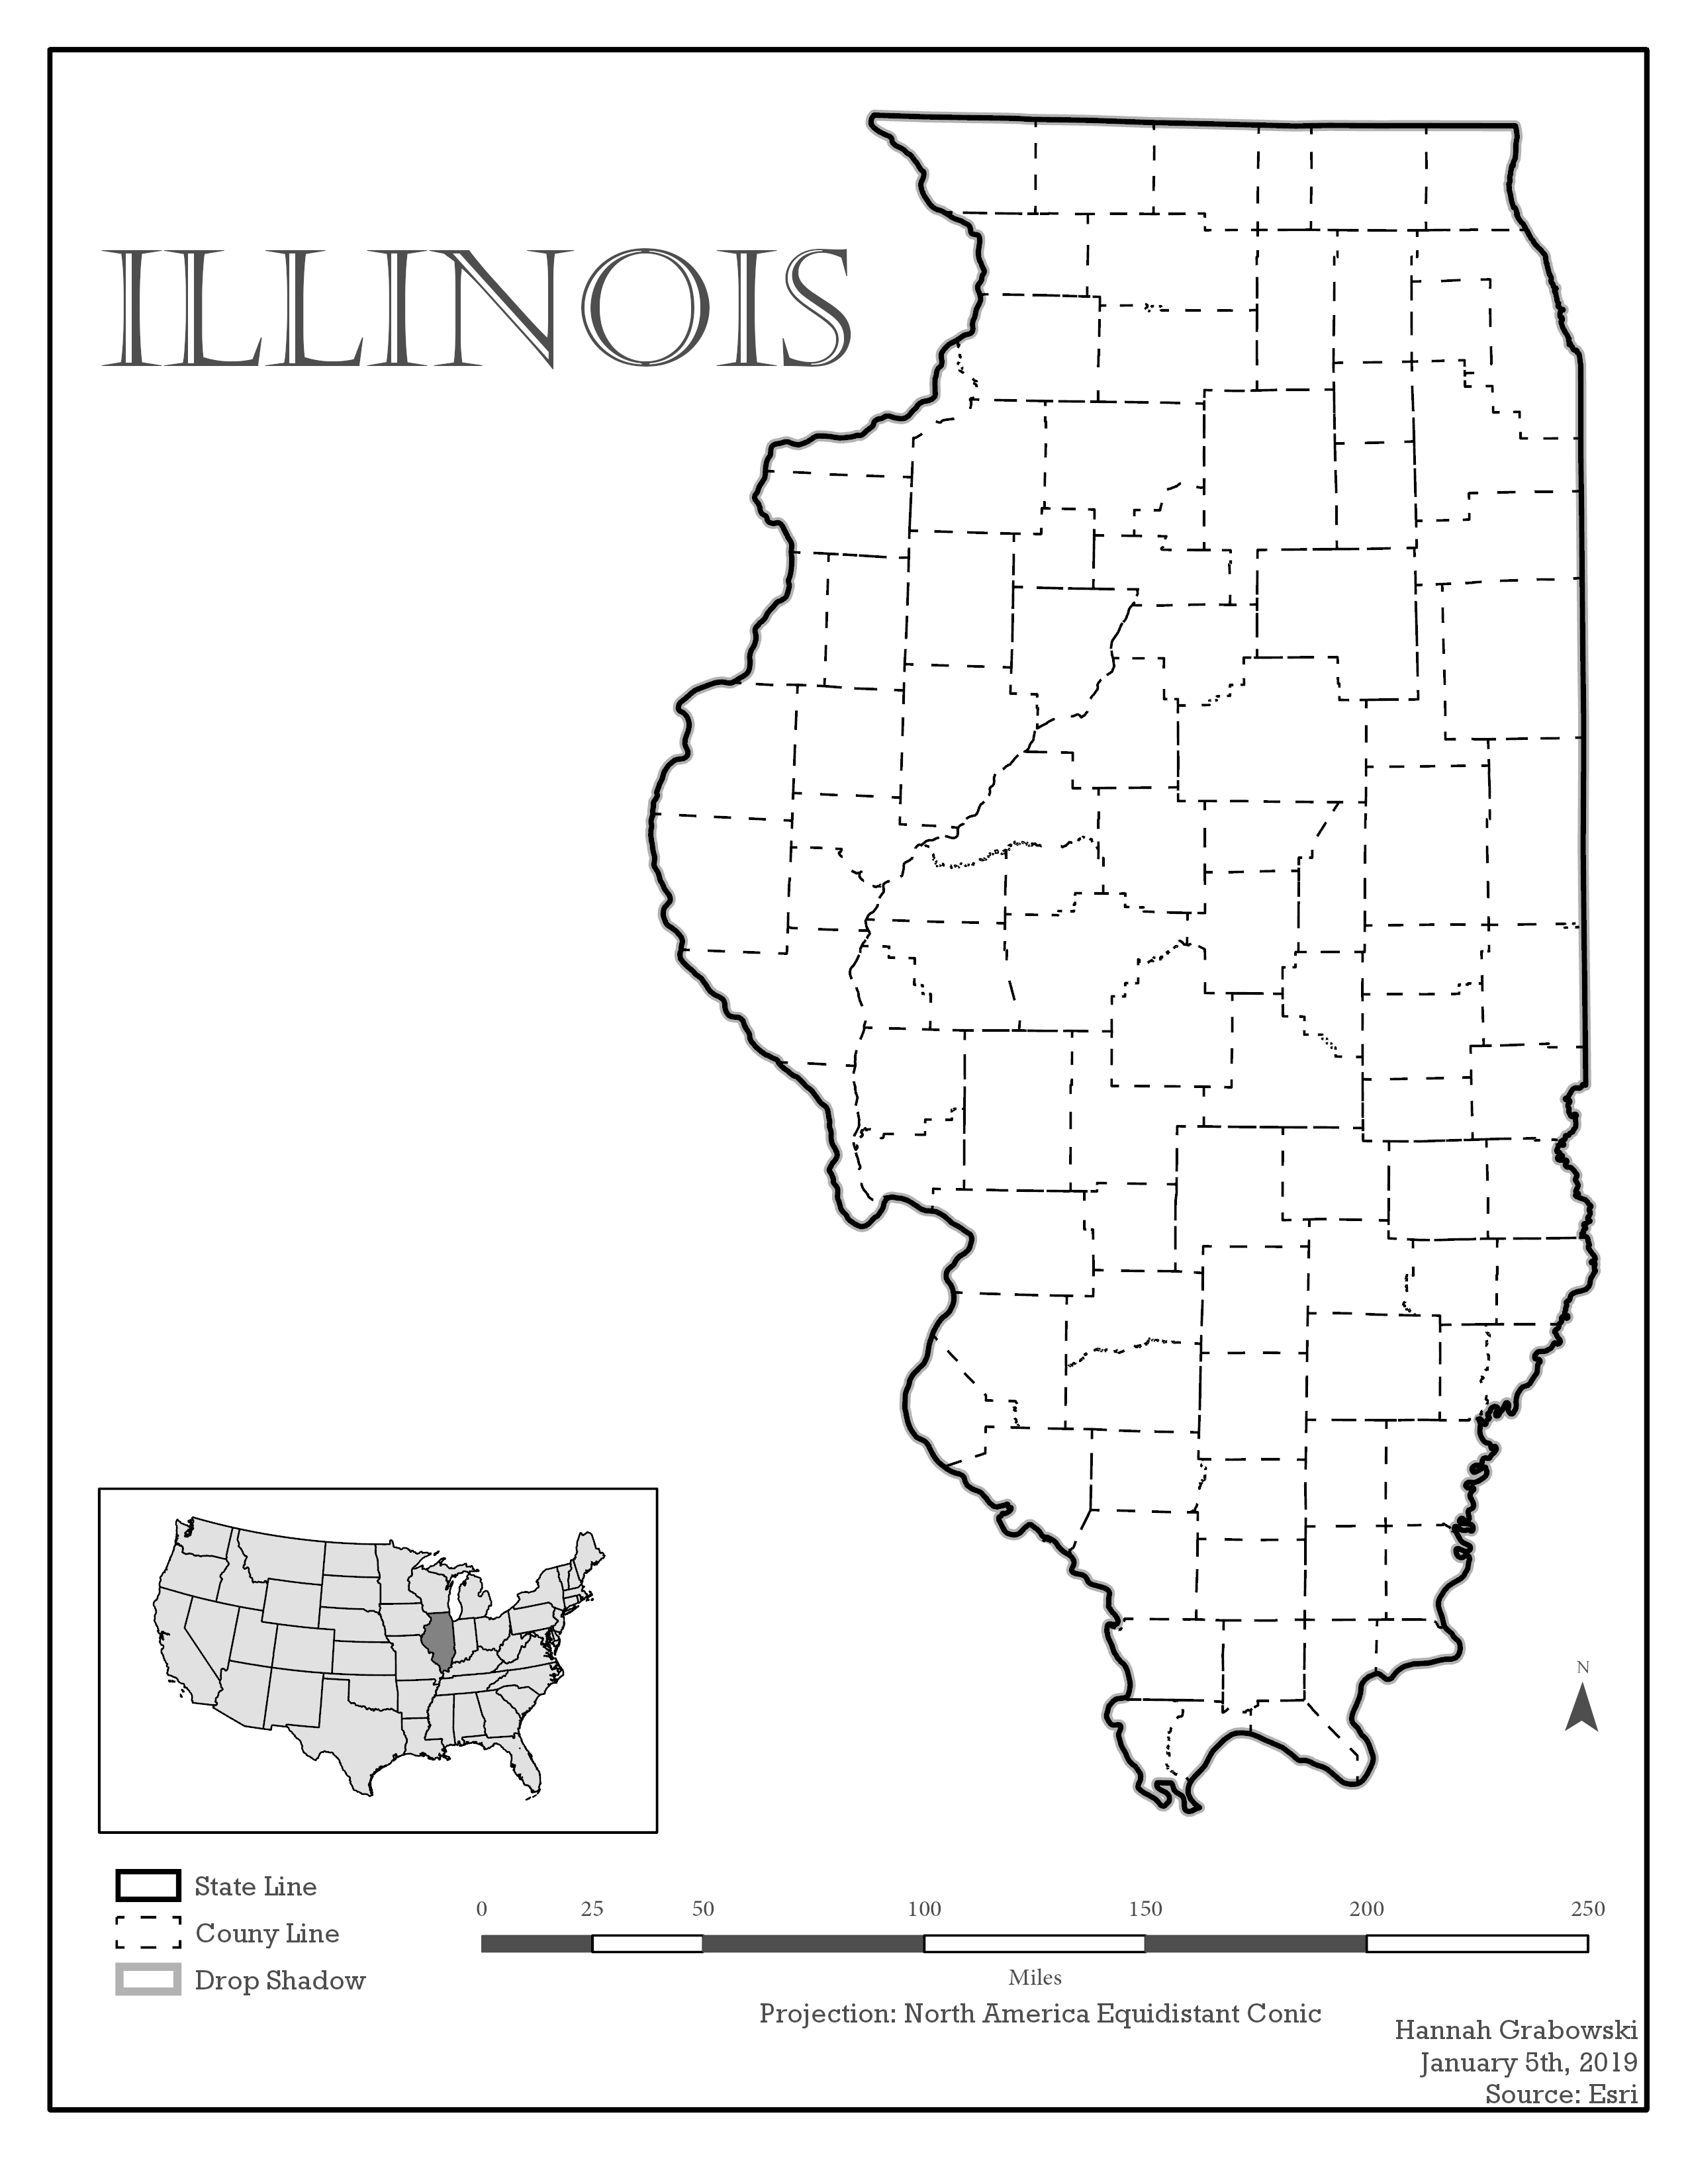 ILLINOIS
N
State Line
Couny Line
Drop Shadow
0 25 50 100 150 200 250
Miles
Projection: North America Equidistant Conic
Hannah Grabowski
January 5th, 2019
Source: Esri